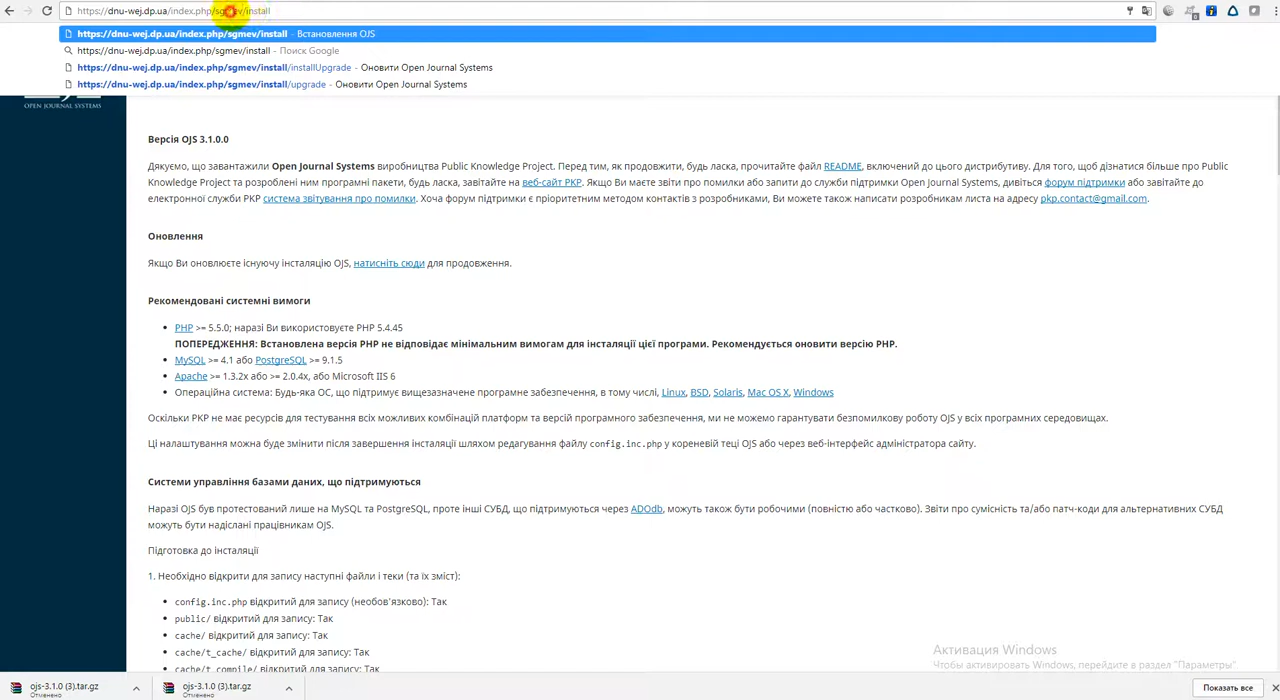 https://dnu-wej.dp.ua/index.php/sgmev/install
https://dnu-wej.dp.ua/index.php/sgmev/install - Встановлення OJS
https://dnu-wej.dp.ua/index.php/sgmev/install - Поиск Google
https://dnu-wej.dp.ua/index.php/sgmev/install/installUpgrade - Оновити Open Journal Systems
https://dnu-wej.dp.ua/index.php/sgmev/install/upgrade - Оновити Open Journal Systems
OPEN JOURNAL SYSTEMS
Версія OJS 3.1.0.0
Дякуємо, що завантажили Open Journal Systems виробництва Public Knowledge Project. Перед тим, як продовжити, будь ласка, прочитайте файл README, включений до цього дистрибутиву. Для того, щоб дізнатися більше про Public
Knowledge Project та розроблені ним програмні пакети, будь ласка, завітайте на веб-сайт PKP. Якщо Ви маєте звіти про помилки або запити до служби підтримки Open Journal Systems, дивіться форум підтримки або завітайте до
електронної служби PKP система звітування про помилки. Хоча форум підтримки є пріоритетним методом контактів з розробниками, Ви можете також написати розробникам листа на адресу pkp.contact@gmail.com.
Оновлення
Якщо Ви оновлюєте існуючу інсталяцію OJS, натисніть сюди для продовження.
Рекомендовані системні вимоги
PHP >= 5.5.0; наразі Ви використовуєте PHP 5.4.45
ПОПЕРЕДЖЕННЯ: Встановлена версія PHP не відповідає мінімальним вимогам для інсталяції цієї програми. Рекомендується оновити версію PHP.
MySQL >= 4.1 або PostgreSQL >= 9.1.5
Apache >= 1.3.2x або >= 2.0.4x, або Microsoft IIS 6
Операційна система: Будь-яка ОС, що підтримує вищезазначене програмне забезпечення, в тому числі, Linux, BSD, Solaris, Mac OS X, Windows
Оскільки PKP не має ресурсів для тестування всіх можливих комбінацій платформ та версій програмного забезпечення, ми не можемо гарантувати безпомилкову роботу OJS у всіх програмних середовищах.
Ці налаштування можна буде змінити після завершення інсталяції шляхом редагування файлу config.inc.php у кореневій теці OJS або через веб-інтерфейс адміністратора сайту.
Системи управління базами даних, що підтримуються
Наразі OJS був протестований лише на MySQL та PostgreSQL, проте інші СУБД, що підтримуються через ADOdb, можуть також бути робочими (повністю або частково). Звіти про сумісність та/або патч-коди для альтернативних СУБД
можуть бути надіслані працівникам OJS.
Підготовка до інсталяції
1. Необхідно відкрити для запису наступні файли і теки (та їх зміст):
config.inc.php відкритий для запису (необов'язково): Так
public/ відкритий для запису: Так
cache/ відкритий для запису: Так
cache/t_cache/ відкритий для запису: Так
cache/t_compile/ відкритий для запису: Так
Активация Windows
Чтобы активировать Windows, перейдите в раздел "Параметры".
ojs-3.1.0 (3).tar.gz
Отменено
ojs-3.1.0 (3).tar.gz
Отменено
Показать все